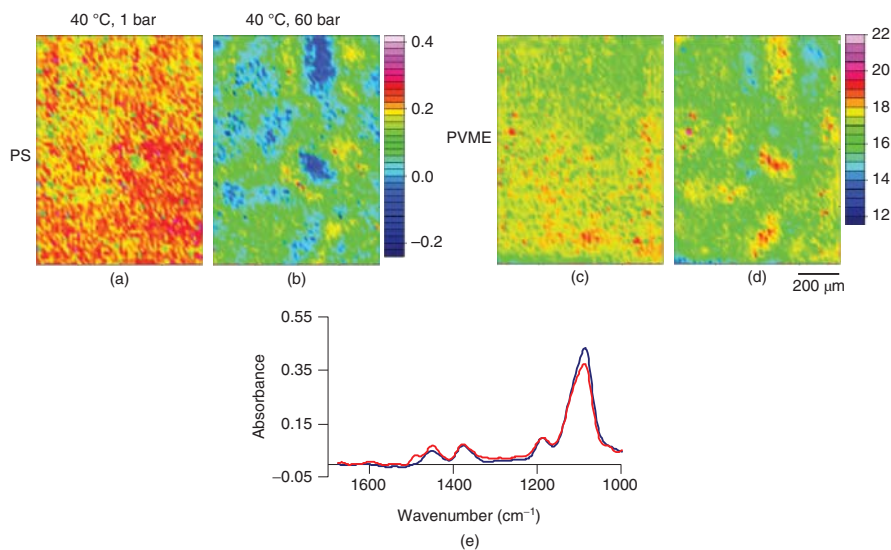 40 °C, 1 bar
40 °C, 60 bar
PS
0.4
0.2
0.0
−0.2
(a)
(b)
PVME
22
20
18
16
14
12
(c)
(d)
200 μm
0.55
0.35
0.15
−0.05
Absorbance
1600
1400
1200
1000
Wavenumber (cm⁻¹)
(e)